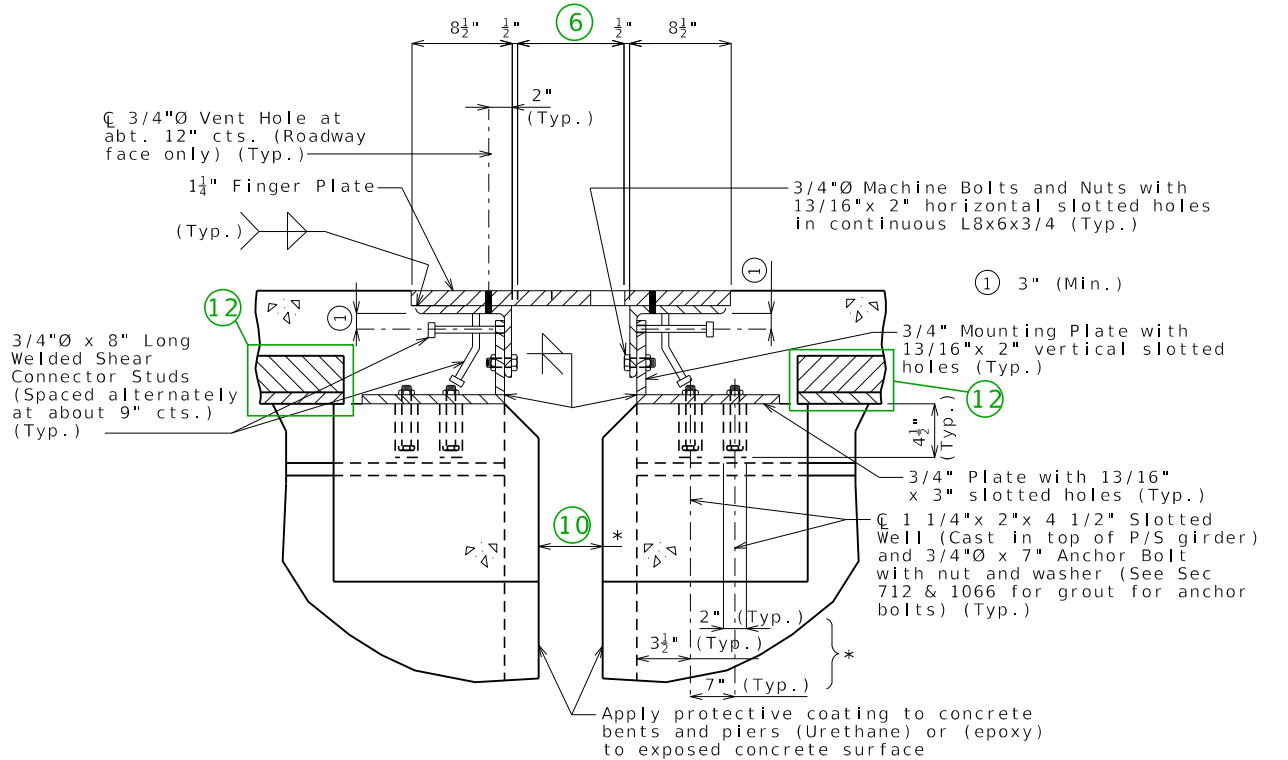 8½" ½" 6 ½" 8½"
2"
(Typ.)
℄ 3/4"Ø Vent Hole at
abt. 12" cts. (Roadway
face only) (Typ.)
1¼" Finger Plate
(Typ.)
3/4"Ø Machine Bolts and Nuts with
13/16"x 2" horizontal slotted holes
in continuous L8x6x3/4 (Typ.)
1 3" (Min.)
1
1
12
3/4"Ø x 8" Long
Welded Shear
Connector Studs
(Spaced alternately
at about 9" cts.)
(Typ.)
3/4" Mounting Plate with
13/16"x 2" vertical slotted
holes (Typ.)
12
4½"
(Typ.)
3/4" Plate with 13/16"
x 3" slotted holes (Typ.)
℄ 1 1/4"x 2"x 4 1/2" Slotted
Well (Cast in top of P/S girder)
and 3/4"Ø x 7" Anchor Bolt
with nut and washer (See Sec
712 & 1066 for grout for anchor
bolts) (Typ.)
10 *
2" (Typ.)
3½" (Typ.)
*
7" (Typ.)
Apply protective coating to concrete
bents and piers (Urethane) or (epoxy)
to exposed concrete surface